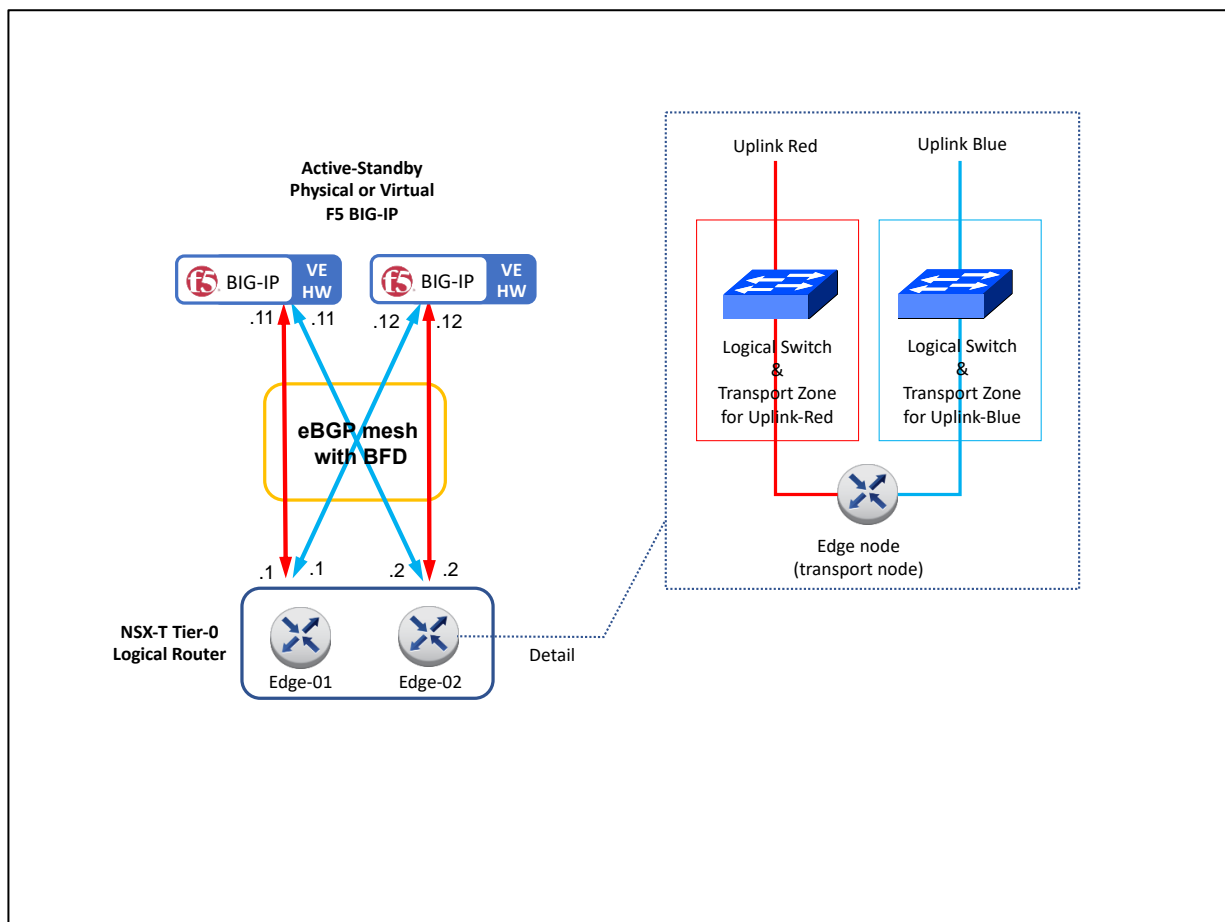 Active-Standby
Physical or Virtual
F5 BIG-IP
f5 BIG-IP
VE
HW
f5 BIG-IP
VE
HW
.11
.11
.12
.12
eBGP mesh
with BFD
.1
.1
.2
.2
NSX-T Tier-0
Logical Router
Edge-01
Edge-02
Detail
Uplink Red
Uplink Blue
Logical Switch
&
Transport Zone
for Uplink-Red
Logical Switch
&
Transport Zone
for Uplink-Blue
Edge node
(transport node)